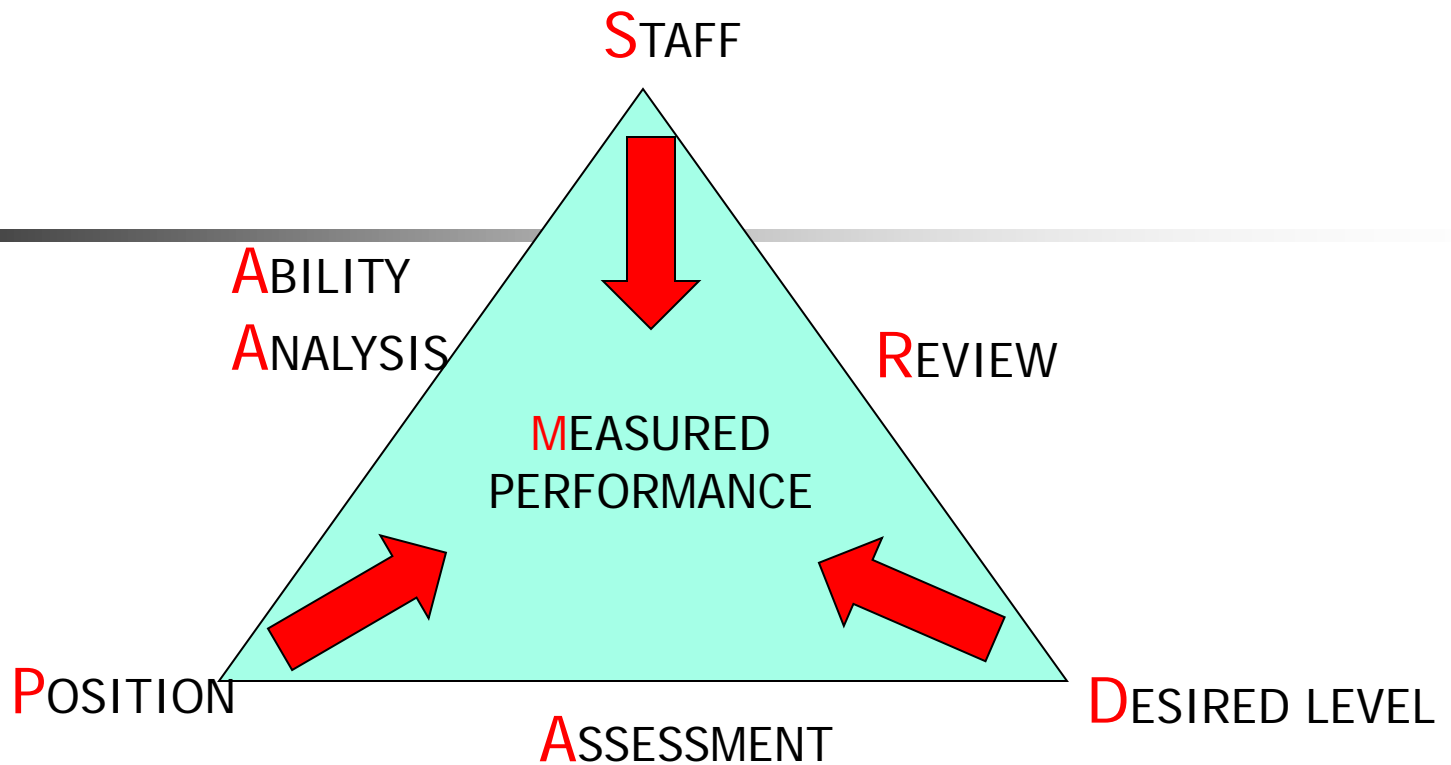 STAFF
ABILITY
ANALYSIS
REVIEW
MEASURED
PERFORMANCE
POSITION
DESIRED LEVEL
ASSESSMENT